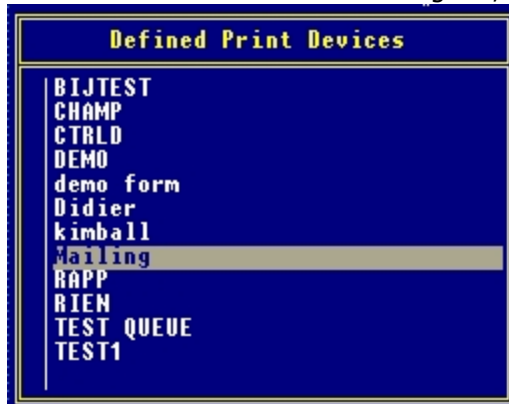 Defined Print Devices
BIJTEST
CHAMP
CTRLD
DEMO
demo form
Didier
kimball
Mailing
RAPP
RIEN
TEST QUEUE
TEST1